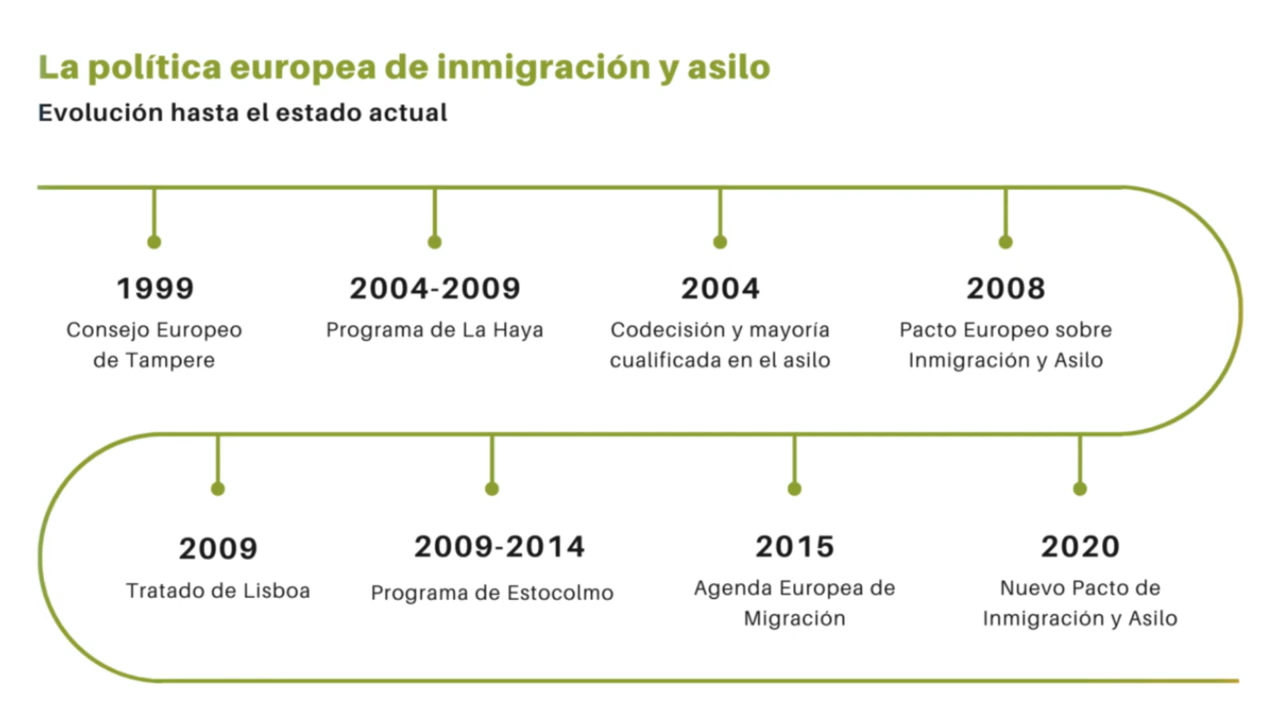 La política europea de inmigración y asilo
Evolución hasta el estado actual
1999
Consejo Europeo
de Tampere
2004-2009
Programa de La Haya
2004
Codecisión y mayoría
cualificada en el asilo
2008
Pacto Europeo sobre
Inmigración y Asilo
2009
Tratado de Lisboa
2009-2014
Programa de Estocolmo
2015
Agenda Europea de
Migración
2020
Nuevo Pacto de
Inmigración y Asilo